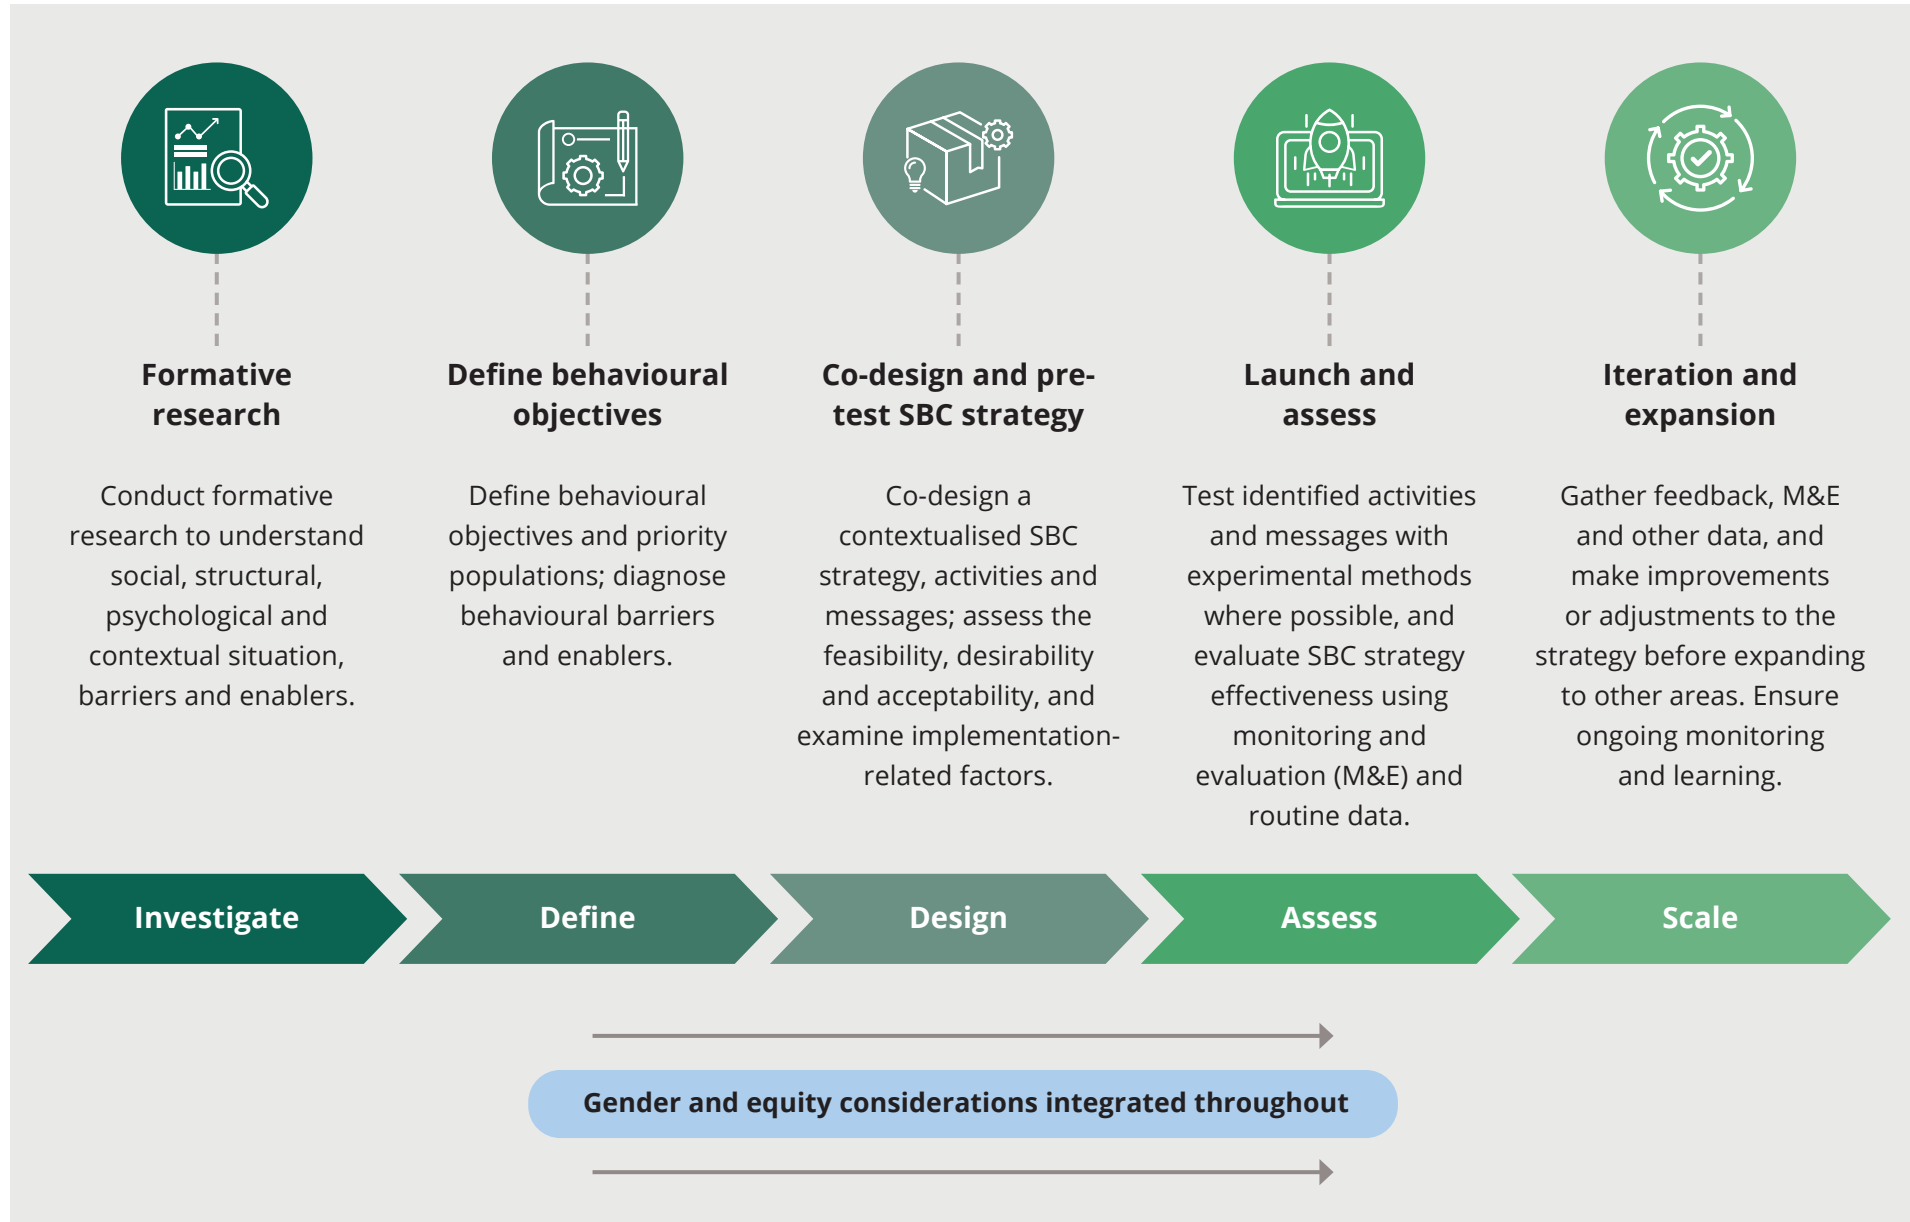 Formative
research
Conduct formative
research to understand
social, structural,
psychological and
contextual situation,
barriers and enablers.
Define behavioural
objectives
Define behavioural
objectives and priority
populations; diagnose
behavioural barriers
and enablers.
Co-design and pre-
test SBC strategy
Co-design a
contextualised SBC
strategy, activities and
messages; assess the
feasibility, desirability
and acceptability, and
examine implementation-
related factors.
Launch and
assess
Test identified activities
and messages with
experimental methods
where possible, and
evaluate SBC strategy
effectiveness using
monitoring and
evaluation (M&E) and
routine data.
Iteration and
expansion
Gather feedback, M&E
and other data, and
make improvements
or adjustments to the
strategy before expanding
to other areas. Ensure
ongoing monitoring
and learning.
Investigate
Define
Design
Assess
Scale
Gender and equity considerations integrated throughout